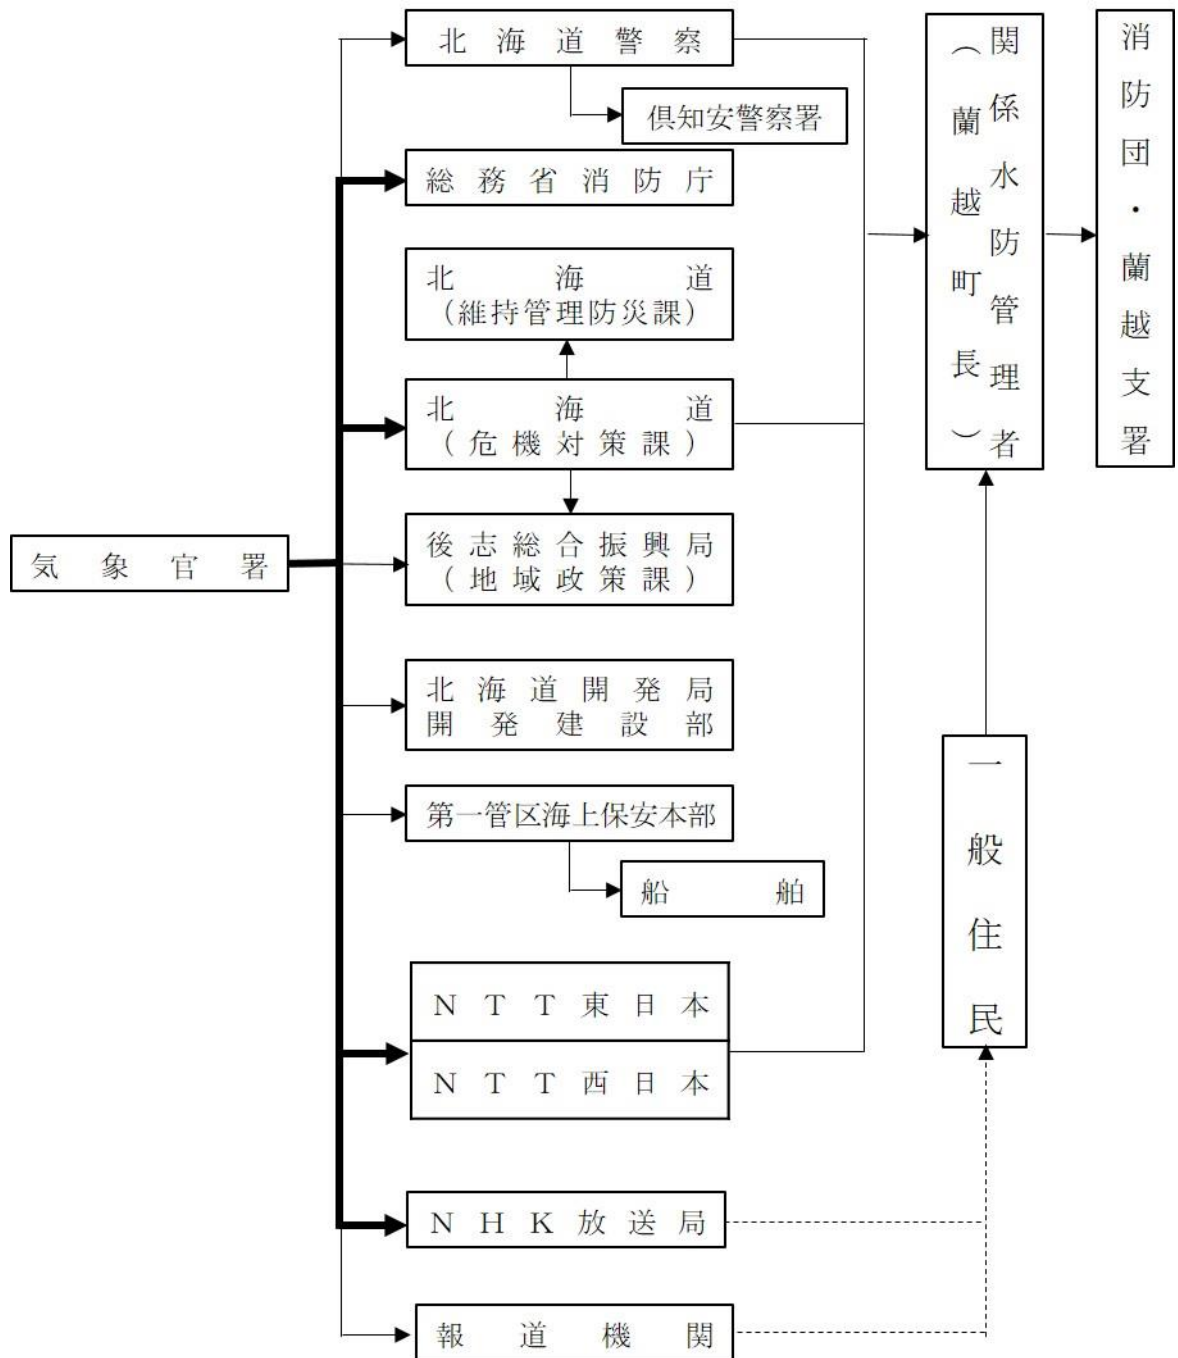 北海道警察
倶知安警察署
総務省消防庁
北海道
（維持管理防災課）
北海道
（危機対策課）
気象官署
後志総合振興局
（地域政策課）
北海道開発局
開発建設部
第一管区海上保安本部
船舶
ＮＴＴ東日本
ＮＴＴ西日本
ＮＨＫ放送局
報道機関
関係水防管理者
（蘭越町長）
消防団・蘭越支署
一般住民